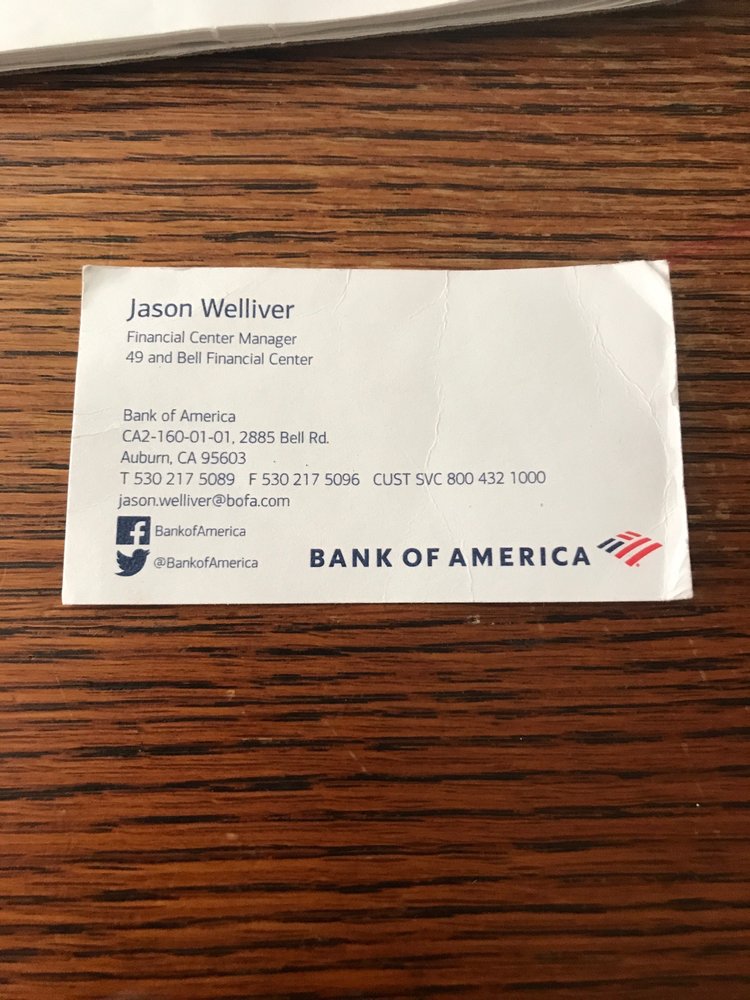 Jason Welliver
Financial Center Manager
49 and Bell Financial Center
Bank of America
CA2-160-01-01, 2885 Bell Rd.
Auburn, CA 95603
T 530 217 5089 F 530 217 5096 CUST SVC 800 432 1000
jason.welliver@bofa.com
f BankofAmerica
@BankofAmerica
BANK OF AMERICA